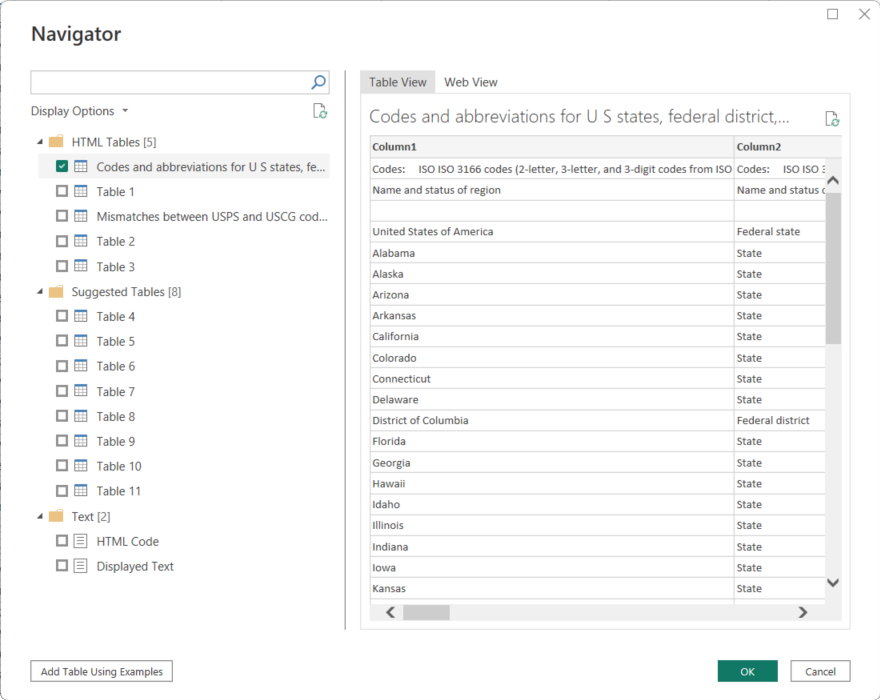 Navigator
Display Options
HTML Tables [5]
Codes and abbreviations for U S states, fe...
Table 1
Mismatches between USPS and USCG cod...
Table 2
Table 3
Suggested Tables [8]
Table 4
Table 5
Table 6
Table 7
Table 8
Table 9
Table 10
Table 11
Text [2]
HTML Code
Displayed Text
Table View Web View
Codes and abbreviations for U S states, federal district,...
Column1 Column2
Codes: ISO ISO 3166 codes (2-letter, 3-letter, and 3-digit codes from ISO Codes: ISO ISO 3
Name and status of region Name and status
United States of America Federal state
Alabama State
Alaska State
Arizona State
Arkansas State
California State
Colorado State
Connecticut State
Delaware State
District of Columbia Federal district
Florida State
Georgia State
Hawaii State
Idaho State
Illinois State
Indiana State
Iowa State
Kansas State
Add Table Using Examples
OK Cancel